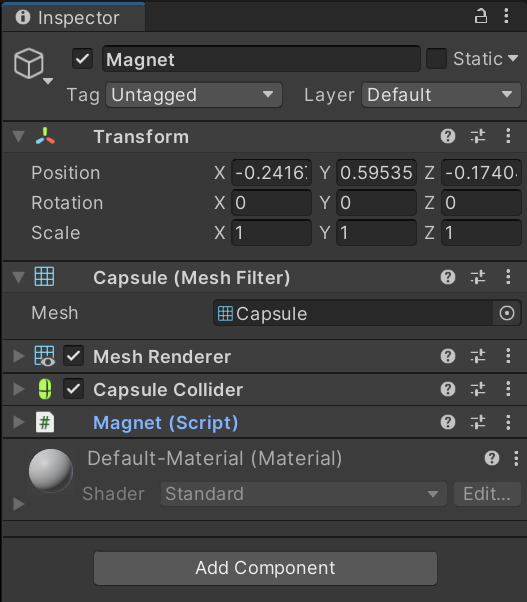 Inspector
Magnet Static
Tag Untagged Layer Default
Transform
Position X -0.2416 Y 0.59535 Z -0.1740
Rotation X 0 Y 0 Z 0
Scale X 1 Y 1 Z 1
Capsule (Mesh Filter)
Mesh Capsule
Mesh Renderer
Capsule Collider
# Magnet (Script)
Default-Material (Material)
Shader Standard Edit...
Add Component